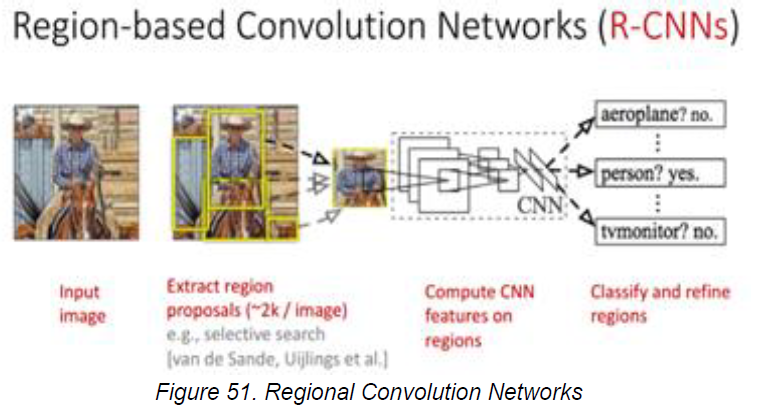 Region-based Convolution Networks (R-CNNs)
aeroplane? no.
person? yes.
tvmonitor? no.
CNN
Input
image
Extract region
proposals (~2k / image)
e.g., selective search
[van de Sande, Uijlings et al.]
Compute CNN
features on
regions
Classify and refine
regions
Figure 51. Regional Convolution Networks